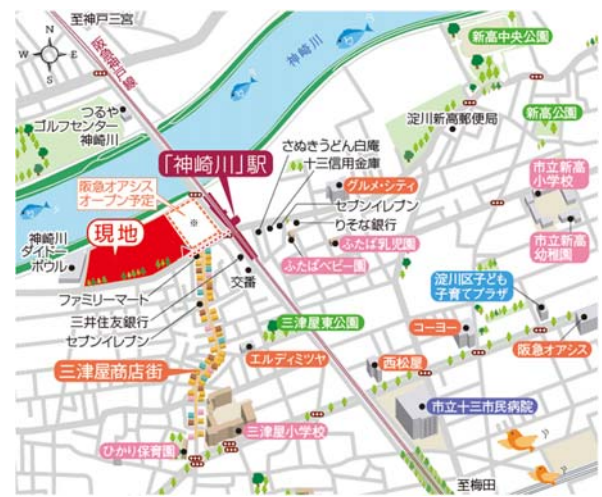 至神戸三宮
N
W
E
S
阪急神戸線
神崎川
新高中央公園
つるや
ゴルフセンター
神崎川
淀川新高郵便局
新高公園
さぬきうどん白庵
十三信用金庫
「神崎川」駅
グルメ・シティ
セブンイレブン
りそな銀行
市立新高
小学校
阪急オアシス
オープン予定
※
現地
ふたば乳児園
ふたばベビー園
市立新高
幼稚園
神崎川
ダイドー
ボウル
交番
ファミリーマート
三井住友銀行
セブンイレブン
淀川区子ども
子育てプラザ
三津屋東公園
コーヨー
阪急オアシス
エルディミツヤ
西松屋
三津屋商店街
市立十三市民病院
三津屋小学校
ひかり保育園
至梅田